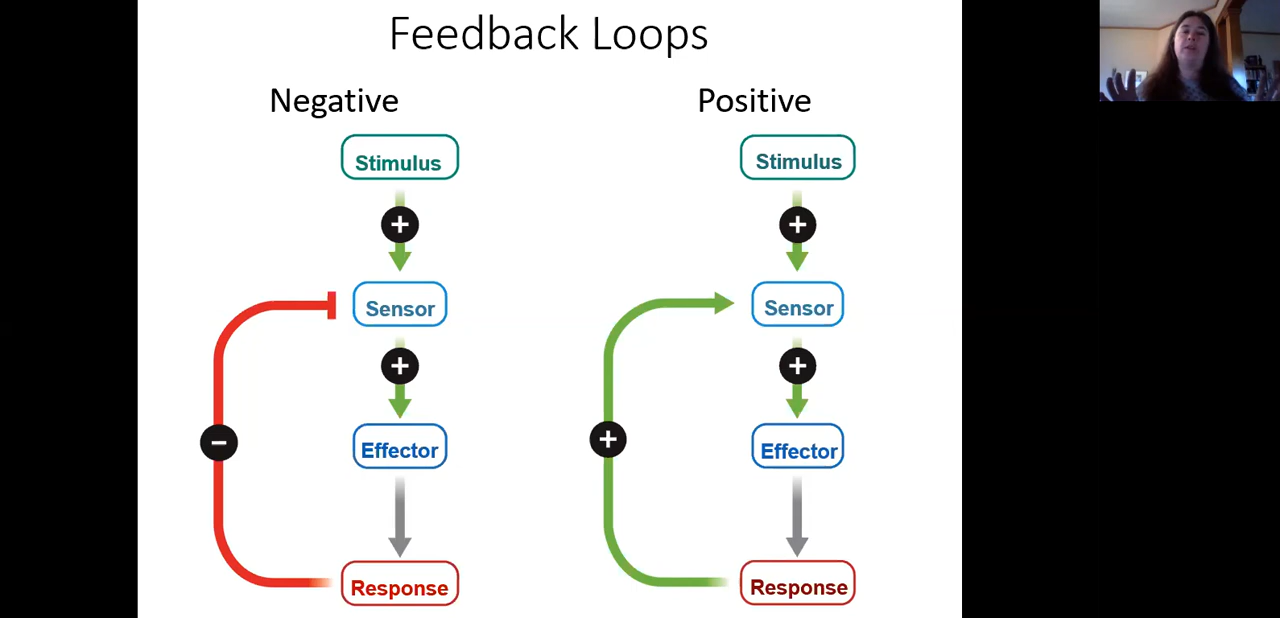 Feedback Loops
Negative
Stimulus
+
Sensor
+
Effector
−
Response
Positive
Stimulus
+
Sensor
+
Effector
+
Response